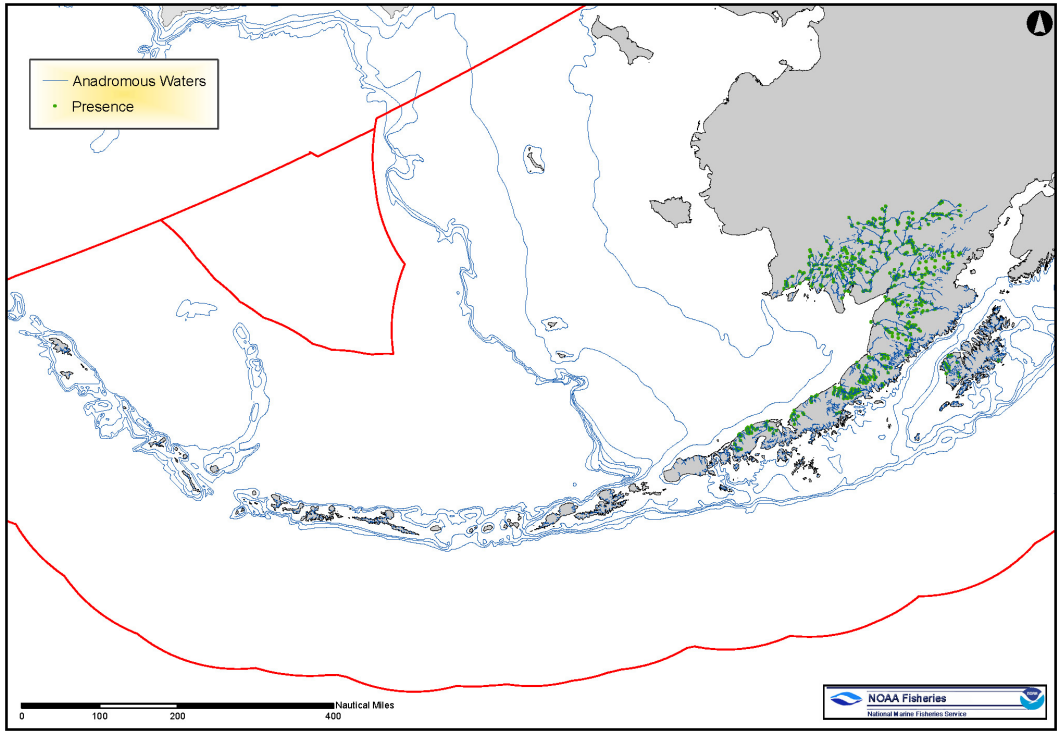 Anadromous Waters
Presence
Nautical Miles
0 100 200 400
NOAA Fisheries
National Marine Fisheries Service